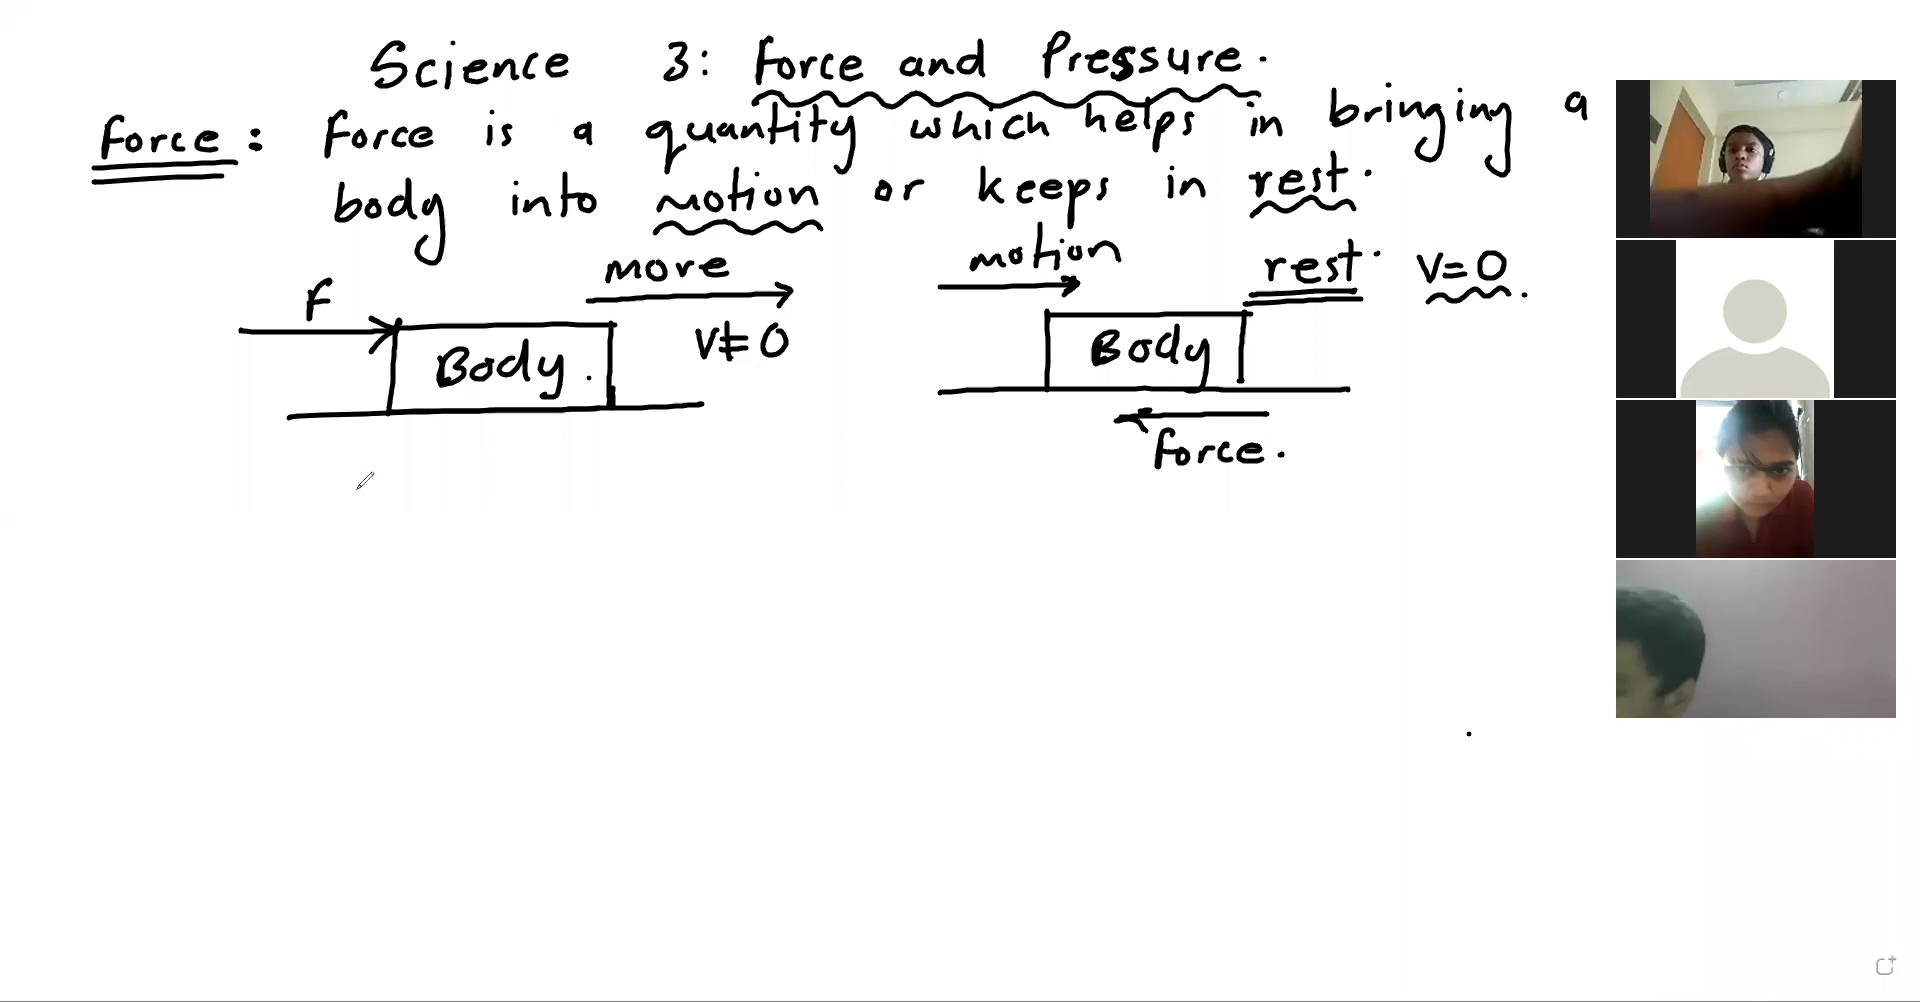 Science 3: Force and Pressure.
Force: Force is a quantity which helps in bringing a
body into motion or keeps in rest.
F
move
v≠0
Body.
motion
rest. v=0.
Body
force.